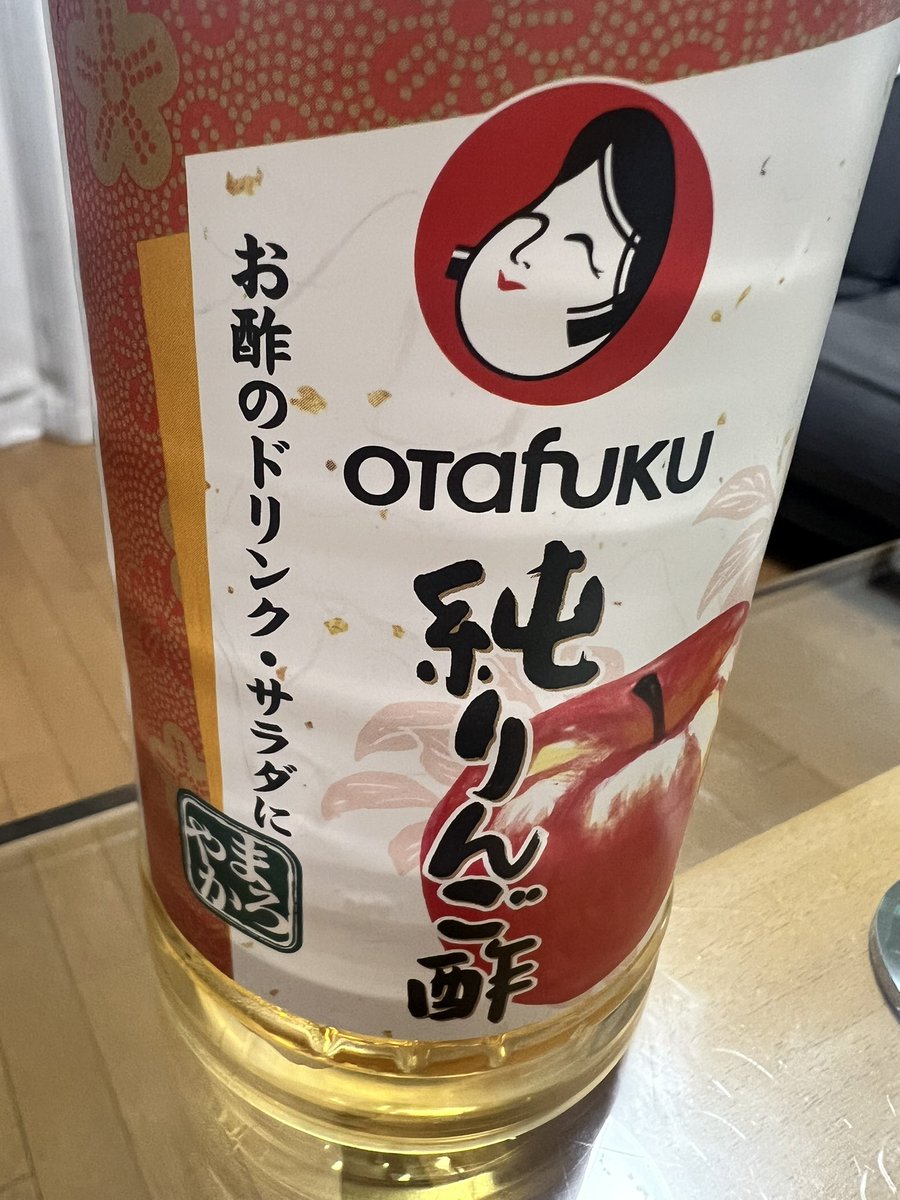 OTafUKU
純りんご酢
お酢のドリンク・サラダに
まろ
やか